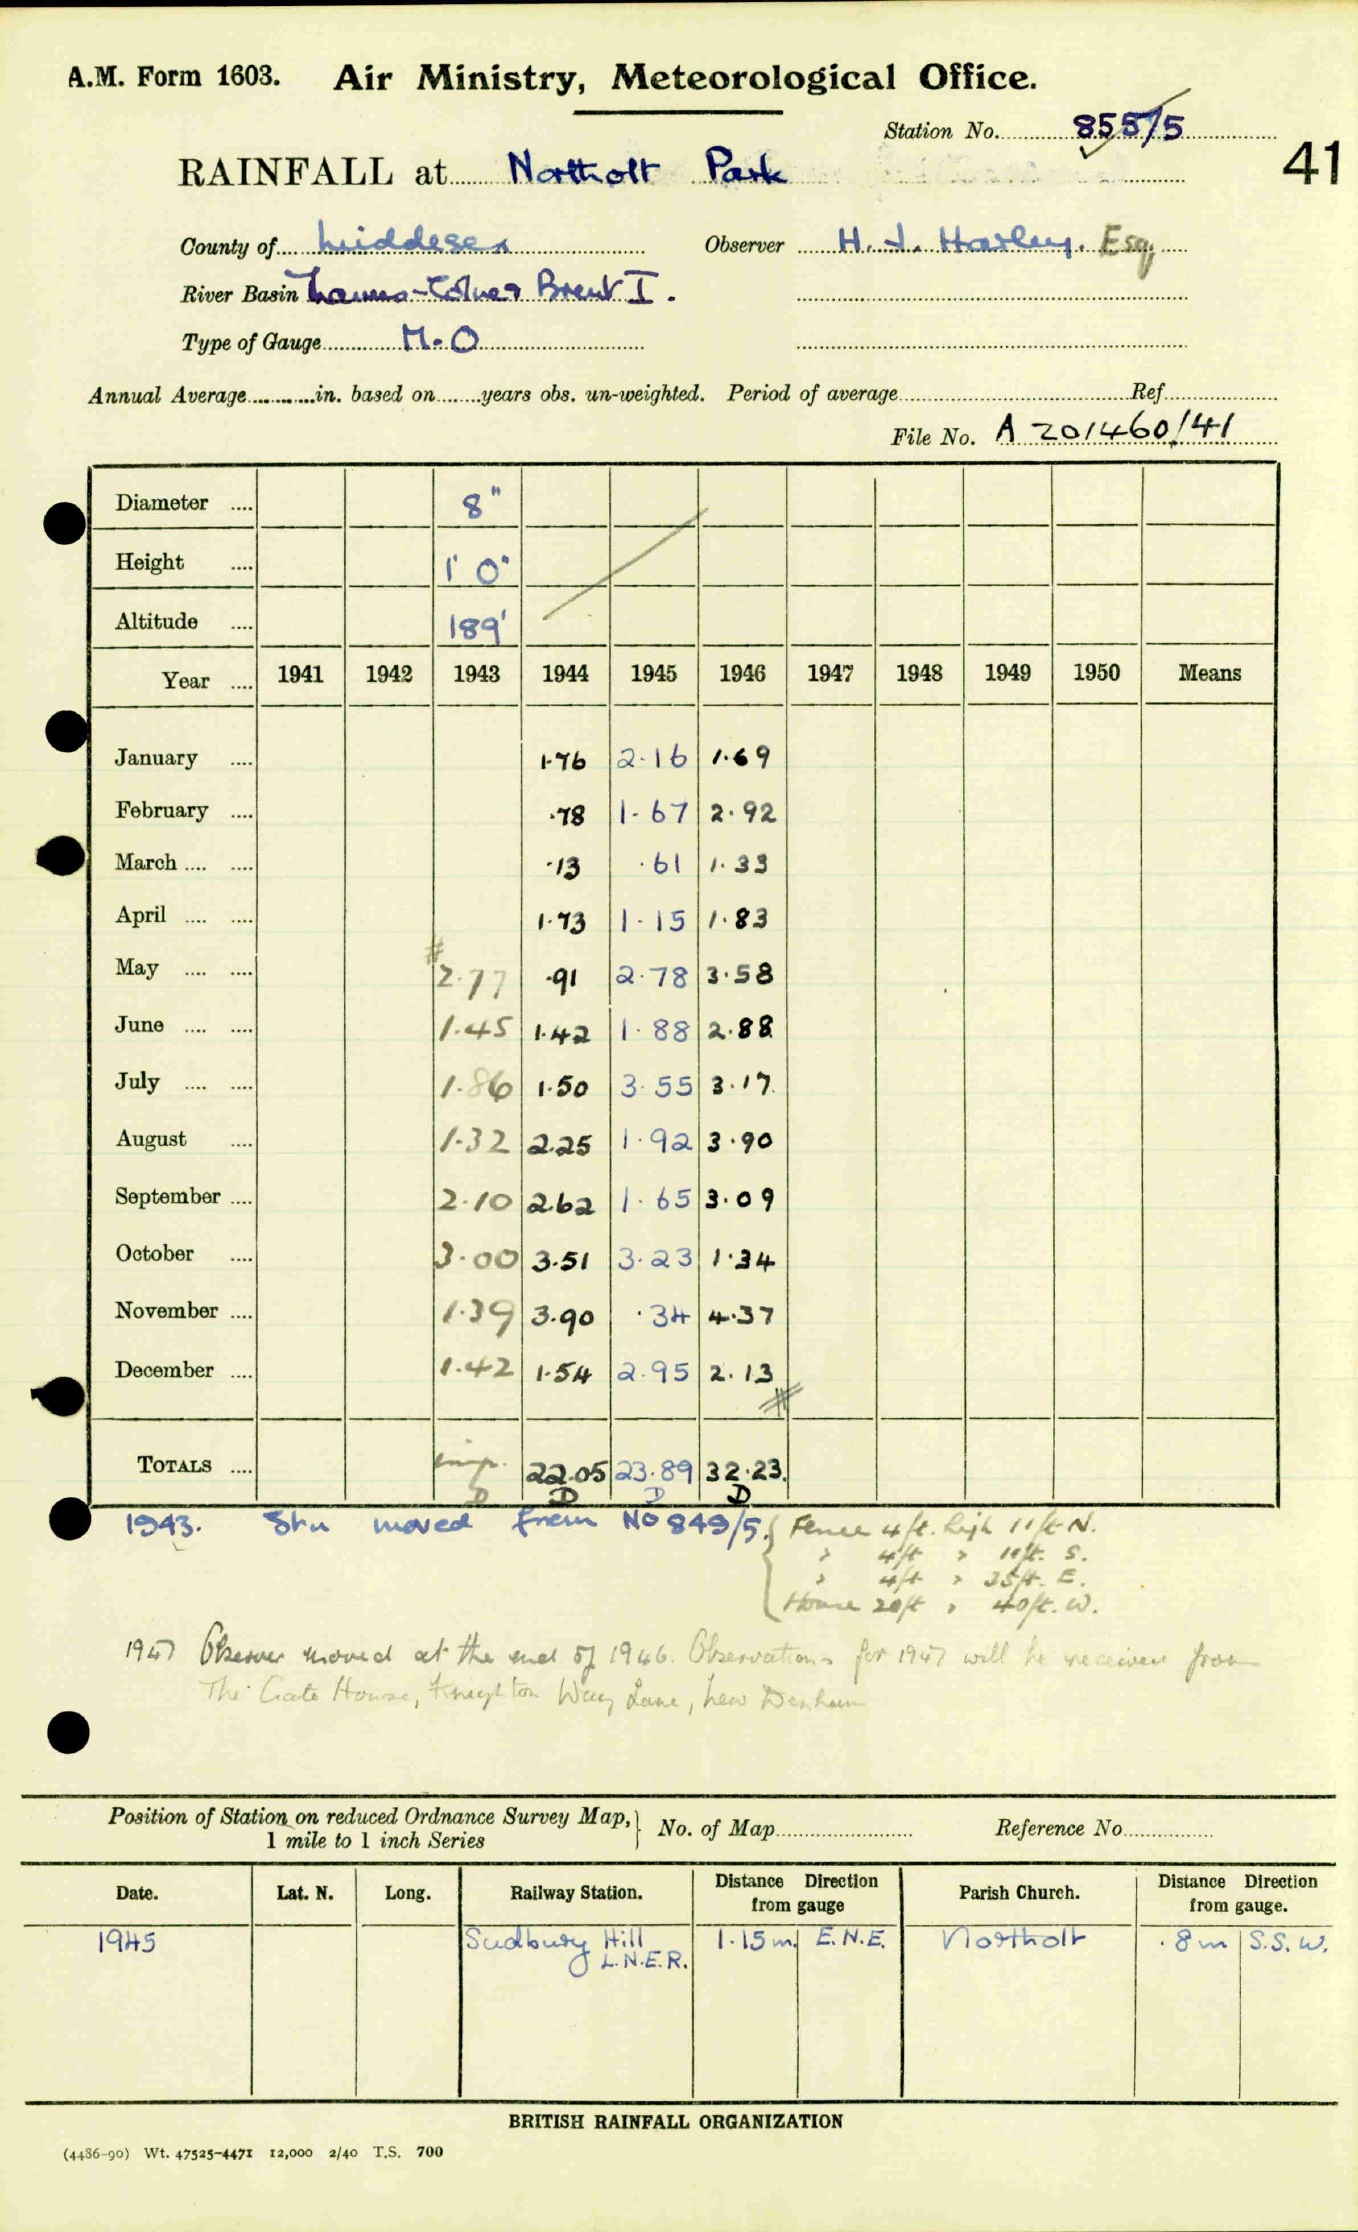 A.M. Form 1603. Air Ministry, Meteorological Office.
Station No. 855/5
41
RAINFALL at Northolt Park
County of Middlesex Observer H. J. Harley. Esq
River Basin Thames-Colne & Brent I.
Type of Gauge M.O
Annual Average in. based on years obs. un-weighted. Period of average Ref
File No. A 201460/41
Diameter 8"
Height 1' 0"
Altitude 189'
Year 1941 1942 1943 1944 1945 1946 1947 1948 1949 1950 Means
January 1.76 2.16 1.69
February .78 1.67 2.92
March .13 .61 1.33
April 1.73 1.15 1.83
May # 2.77 .91 2.78 3.58
June 1.45 1.42 1.88 2.88
July 1.86 1.50 3.55 3.17
August 1.32 2.25 1.92 3.90
September 2.10 2.62 1.65 3.09
October 3.00 3.51 3.23 1.34
November 1.39 3.90 .34 4.37
December 1.42 1.54 2.95 2.13
TOTALS imp. 22.05 23.89 32.23
D D D D
1943. Stn moved from No 849/5. Fence 4ft. high 11ft N.
" 4ft " 11ft. S.
" 4ft " 35ft. E.
House 20ft " 40ft. W.
1947 Observer moved at the end of 1946. Observations for 1947 will be received from
The Gate House, Knighton Way Lane, New Denham
Position of Station on reduced Ordnance Survey Map, 1 mile to 1 inch Series No. of Map Reference No
Date. Lat. N. Long. Railway Station. Distance Direction from gauge Parish Church. Distance Direction from gauge.
1945 Sudbury Hill L.N.E.R. 1.15m. E.N.E. Northolt .8m S.S.W.
BRITISH RAINFALL ORGANIZATION
(4486-90) Wt. 47525-4471 12,000 2/40 T.S. 700